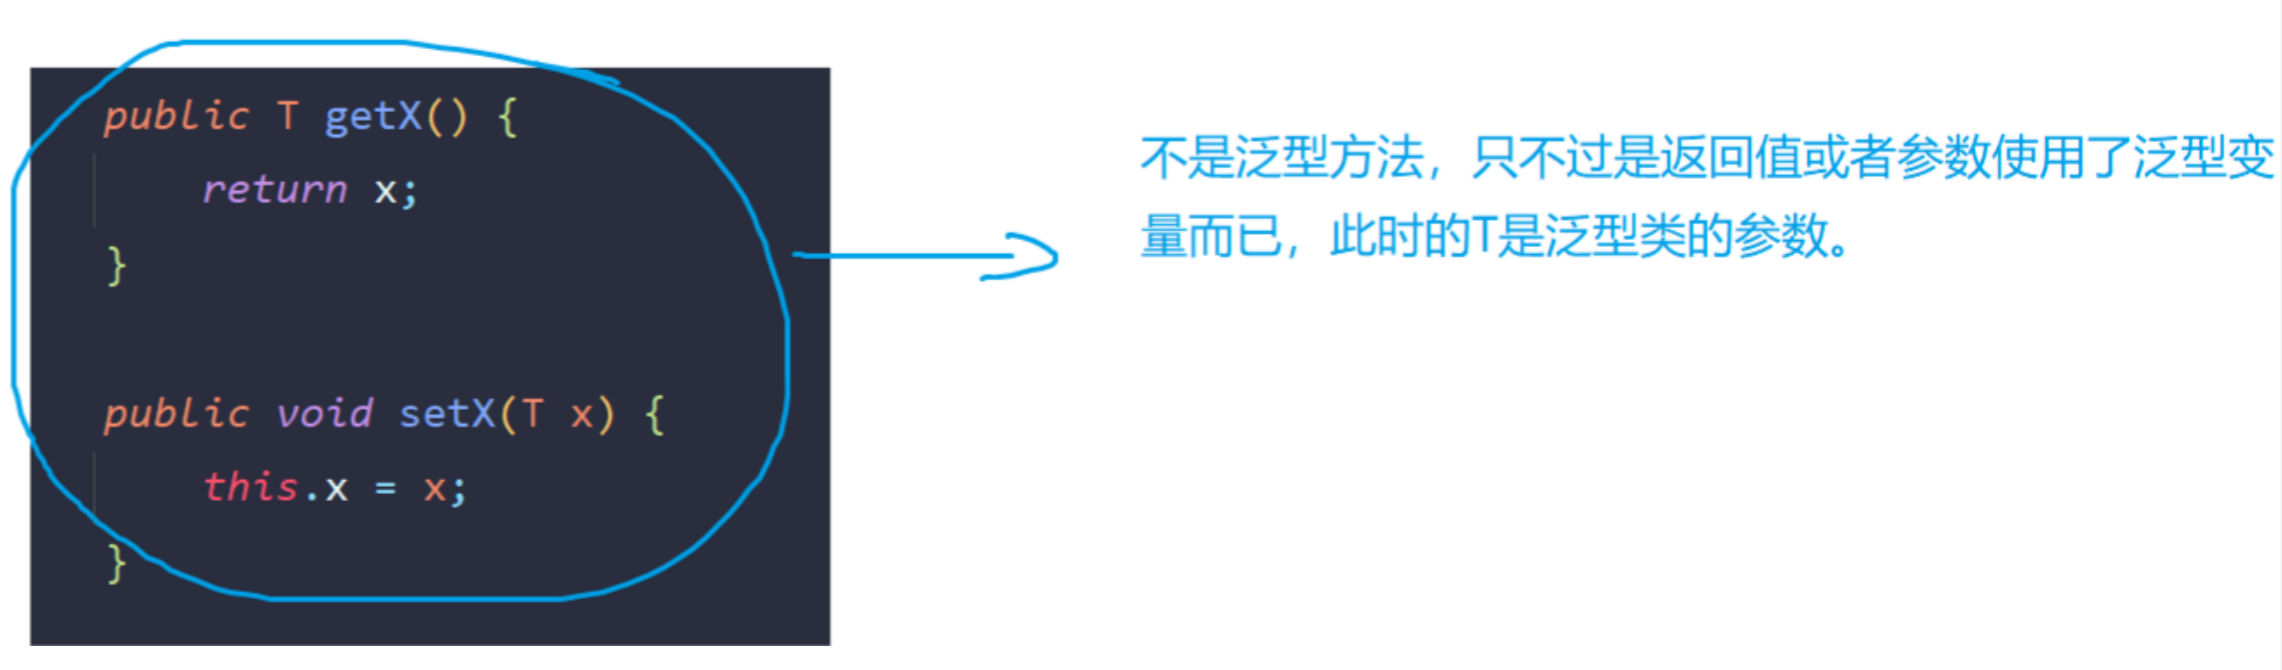 public T getX() {
return x;
}
public void setX(T x) {
this.x = x;
}
不是泛型方法，只不过是返回值或者参数使用了泛型变
量而已，此时的T是泛型类的参数。